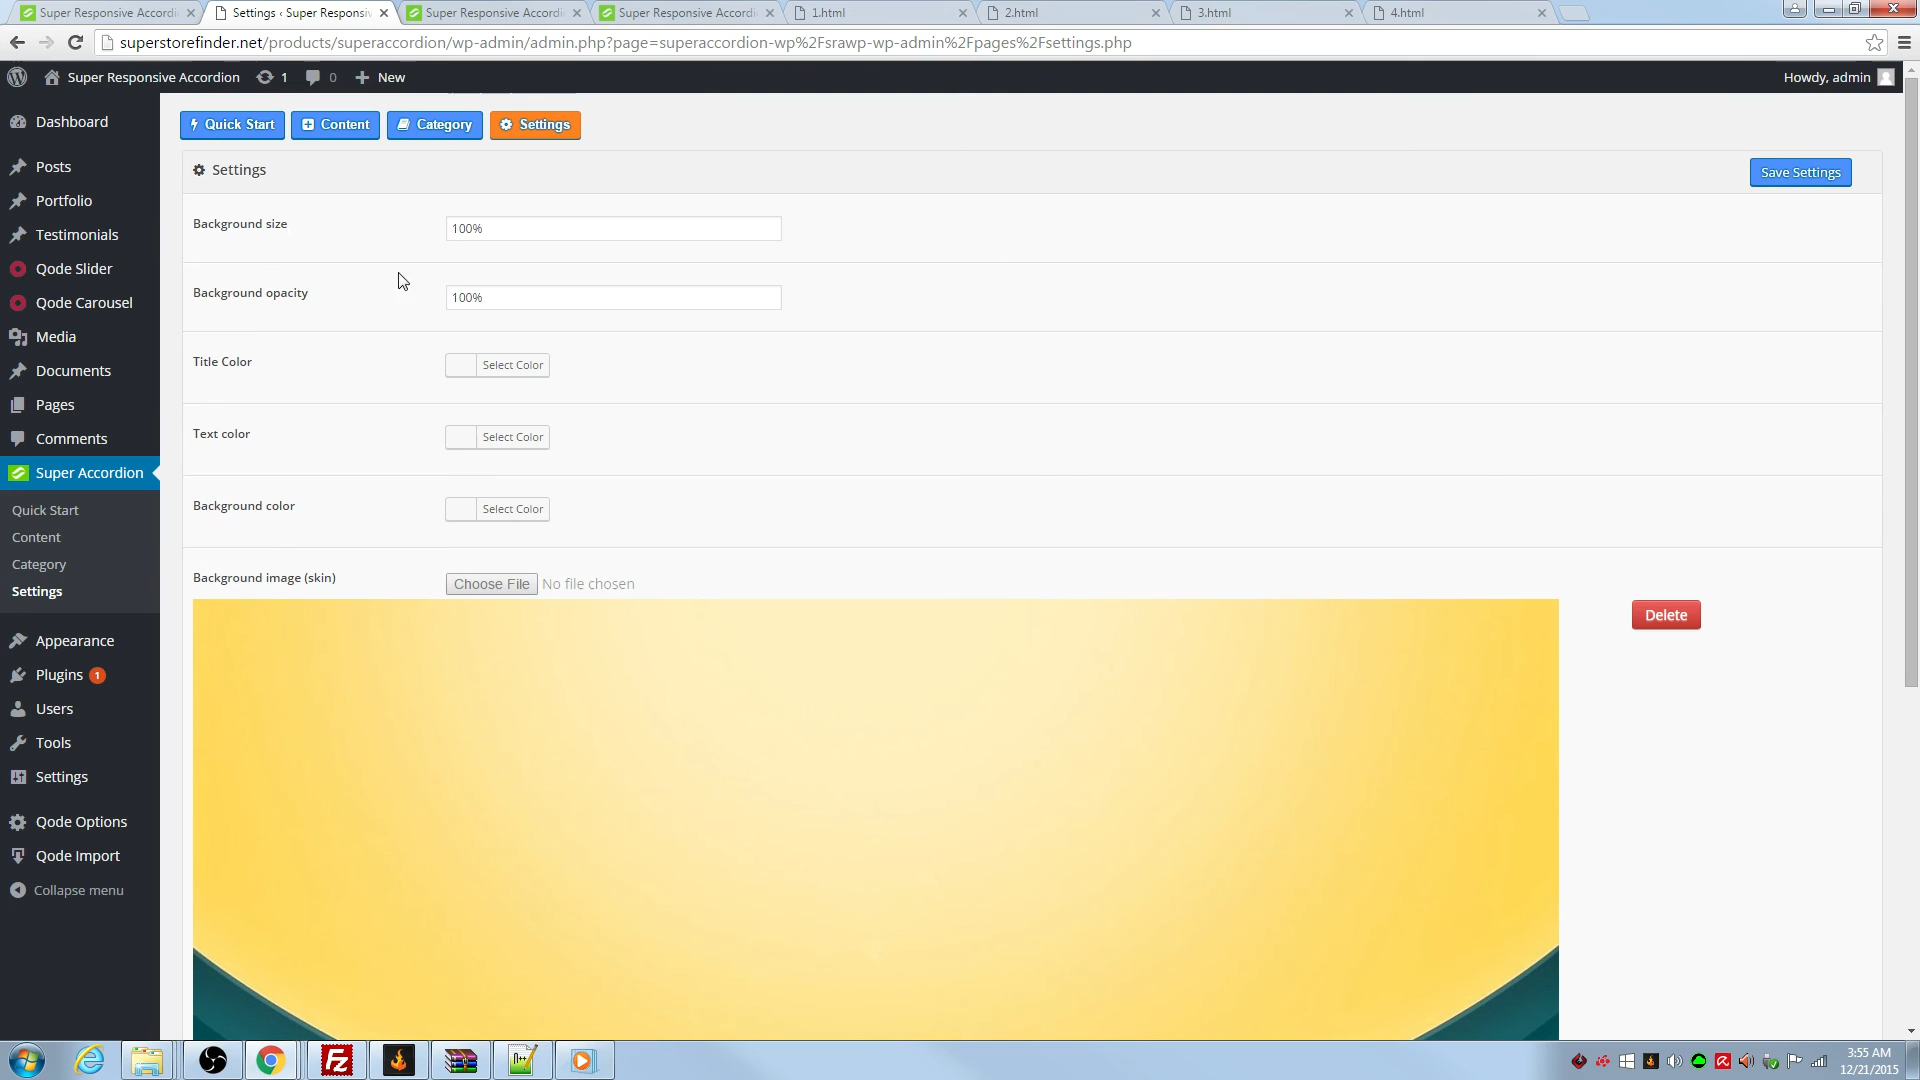 Super Responsive Accordi
Settings ‹ Super Responsiv
Super Responsive Accordi
Super Responsive Accordi
1.html
2.html
3.html
4.html
superstorefinder.net/products/superaccordion/wp-admin/admin.php?page=superaccordion-wp%2Fsrawp-wp-admin%2Fpages%2Fsettings.php
Super Responsive Accordion
1
0
New
Howdy, admin
Dashboard
Posts
Portfolio
Testimonials
Qode Slider
Qode Carousel
Media
Documents
Pages
Comments
Super Accordion
Quick Start
Content
Category
Settings
Appearance
Plugins 1
Users
Tools
Settings
Qode Options
Qode Import
Collapse menu
Quick Start
Content
Category
Settings
Settings
Save Settings
Background size
100%
Background opacity
100%
Title Color
Select Color
Text color
Select Color
Background color
Select Color
Background image (skin)
Choose File No file chosen
Delete
Fz
3:55 AM
12/21/2015